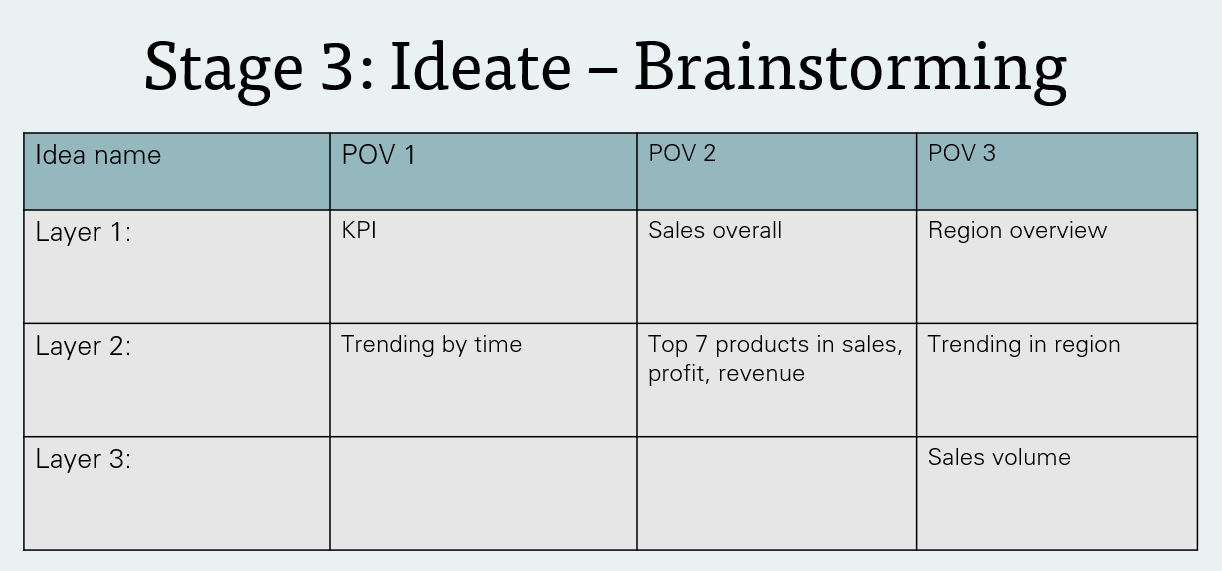 Stage 3: Ideate – Brainstorming
Idea name
POV 1
POV 2
POV 3
Layer 1:
KPI
Sales overall
Region overview
Layer 2:
Trending by time
Top 7 products in sales,
profit, revenue
Trending in region
Layer 3:
Sales volume